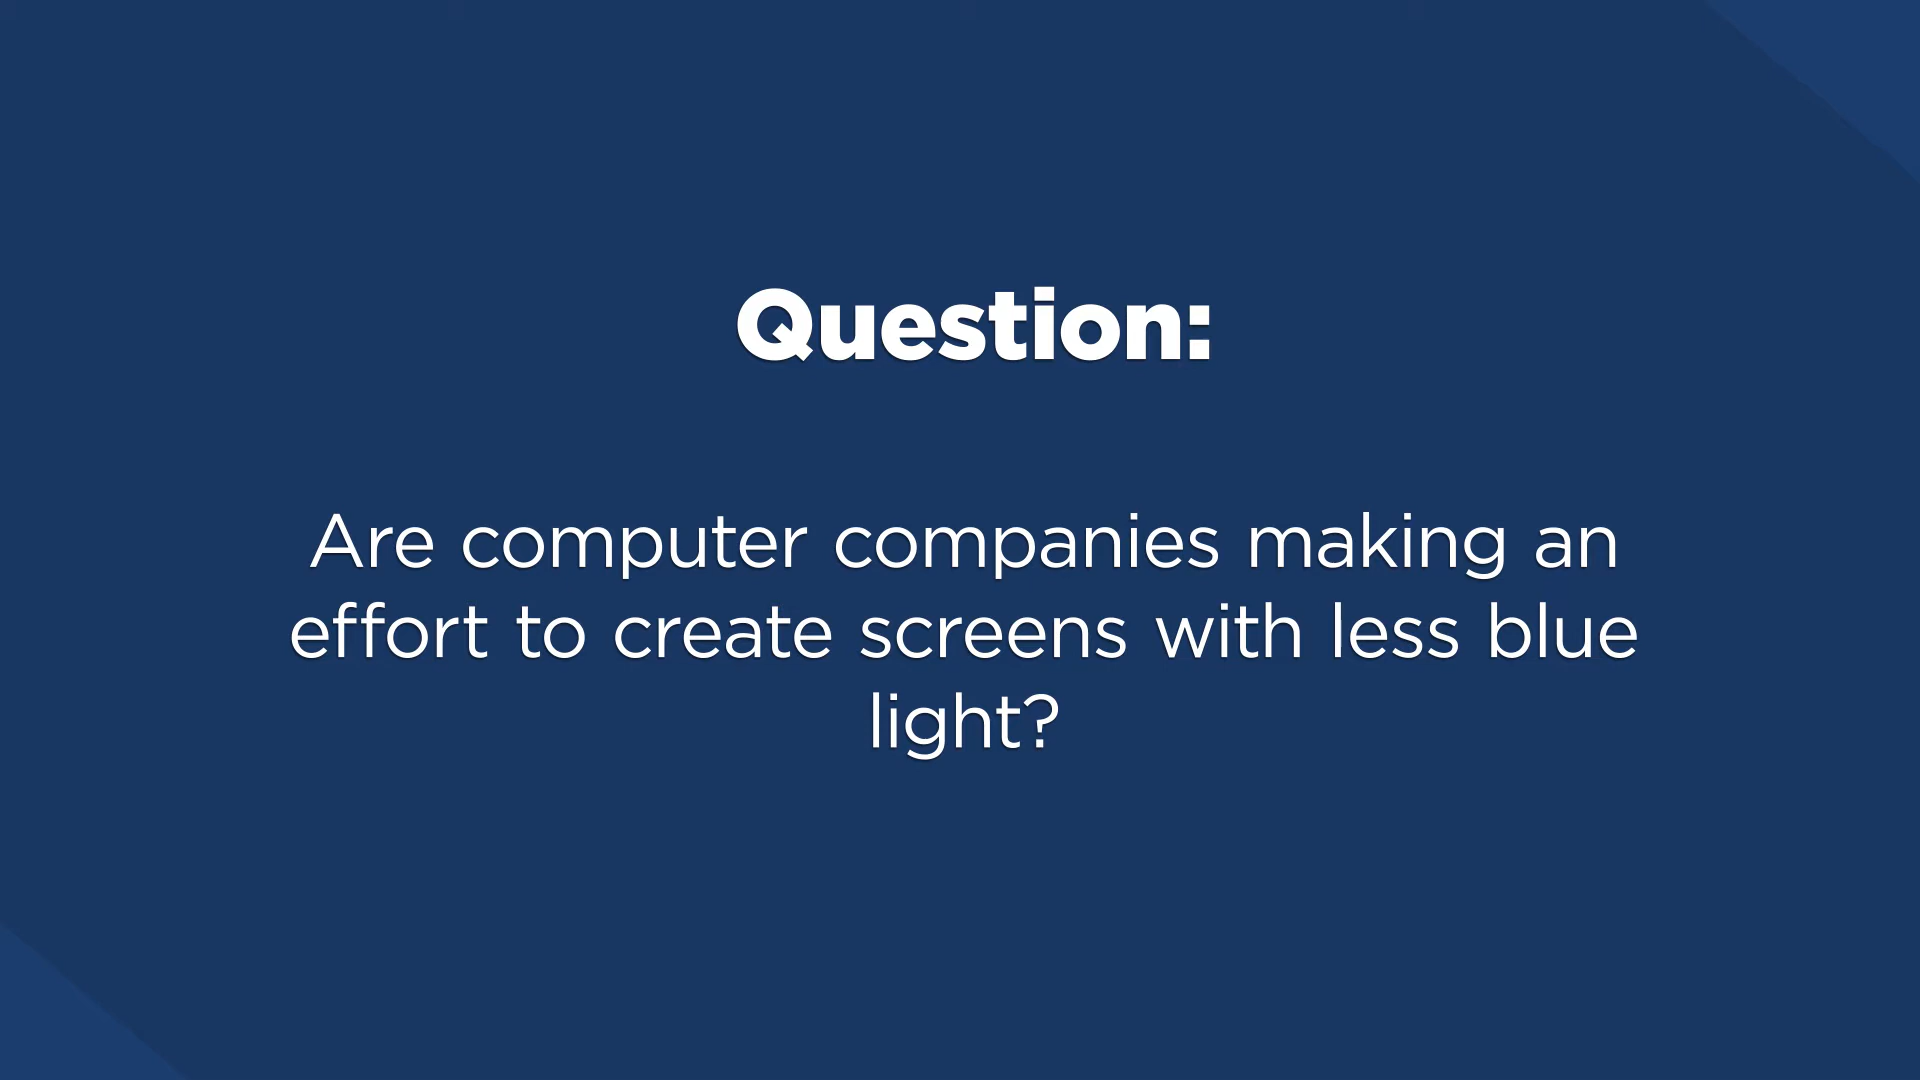 Question:
Are computer companies making an
effort to create screens with less blue
light?